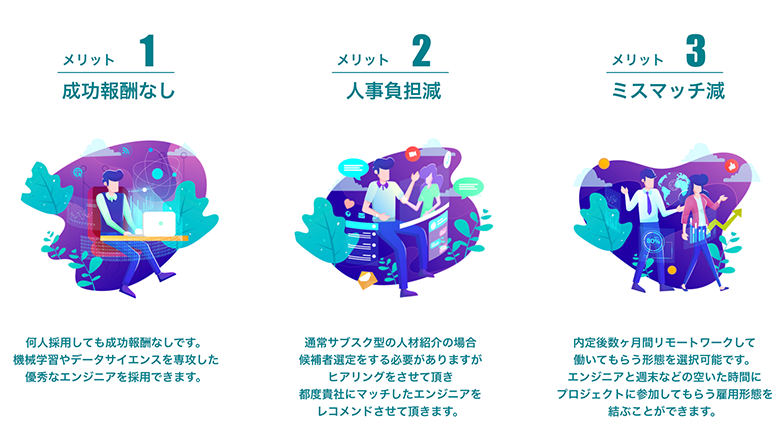 メリット 1
成功報酬なし
何人採用しても成功報酬なしです。
機械学習やデータサイエンスを専攻した
優秀なエンジニアを採用できます。
メリット 2
人事負担減
通常サブスク型の人材紹介の場合
候補者選定をする必要がありますが
ヒアリングをさせて頂き
都度貴社にマッチしたエンジニアを
レコメンドさせて頂きます。
メリット 3
ミスマッチ減
80%
内定後数ヶ月間リモートワークして
働いてもらう形態を選択可能です。
エンジニアと週末などの空いた時間に
プロジェクトに参加してもらう雇用形態を
結ぶことができます。